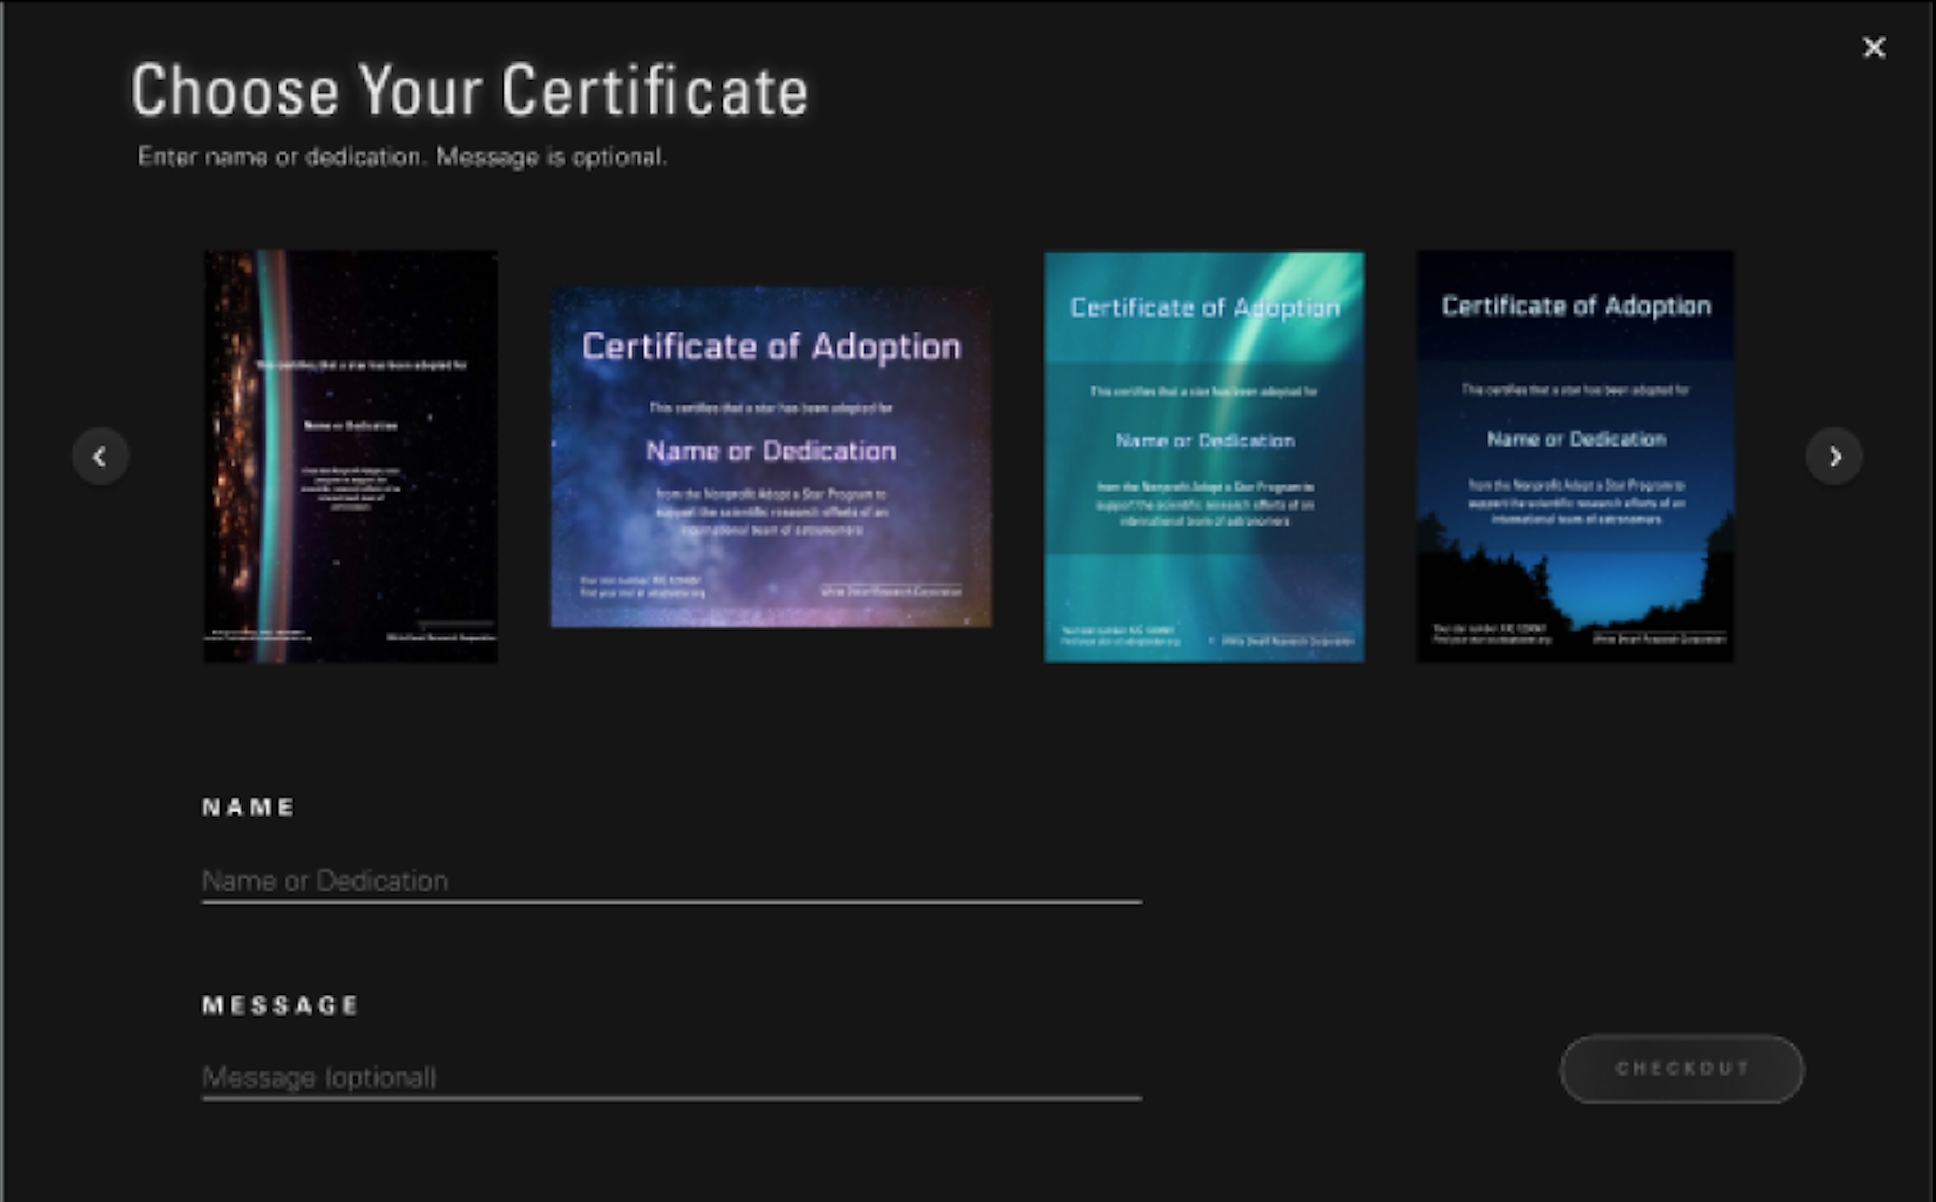 Choose Your Certificate
Enter name or dedication. Message is optional.
This certifies that a star has been adopted for
Name or Dedication
Certificate of Adoption
This certifies that a star has been adopted for
Name or Dedication
from the Nonprofit Adopt a Star Program to
support the scientific research efforts of an
international team of astronomers
White Dwarf Research Corporation
Certificate of Adoption
This certifies that a star has been adopted for
Name or Dedication
from the Nonprofit Adopt a Star Program to
support the scientific research efforts of an
international team of astronomers
White Dwarf Research Corporation
Certificate of Adoption
This certifies that a star has been adopted for
Name or Dedication
from the Nonprofit Adopt a Star Program to
support the scientific research efforts of an
international team of astronomers
White Dwarf Research Corporation
NAME
Name or Dedication
MESSAGE
Message (optional)
CHECKOUT